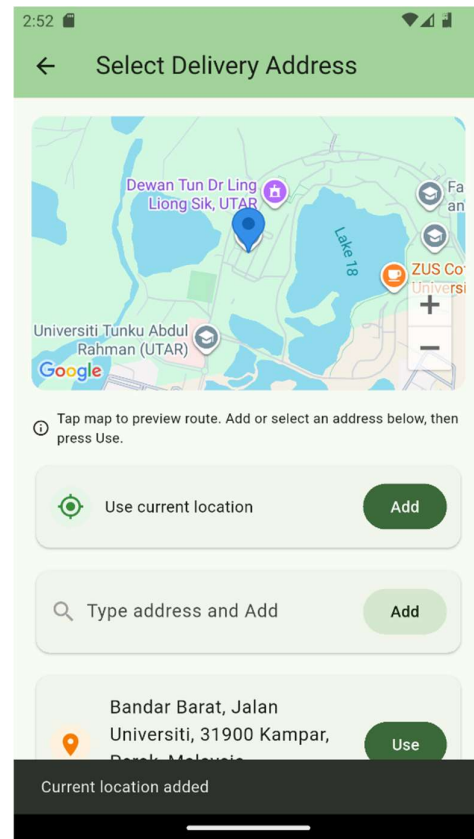 2:52
Select Delivery Address
Dewan Tun Dr Ling
Liong Sik, UTAR
Fa
an
Lake 18
ZUS Co
Universi
+
Universiti Tunku Abdul
Rahman (UTAR)
−
Google
Tap map to preview route. Add or select an address below, then
press Use.
Use current location
Add
Type address and Add
Add
Bandar Barat, Jalan
Universiti, 31900 Kampar,
Perak, Malaysia
Use
Current location added